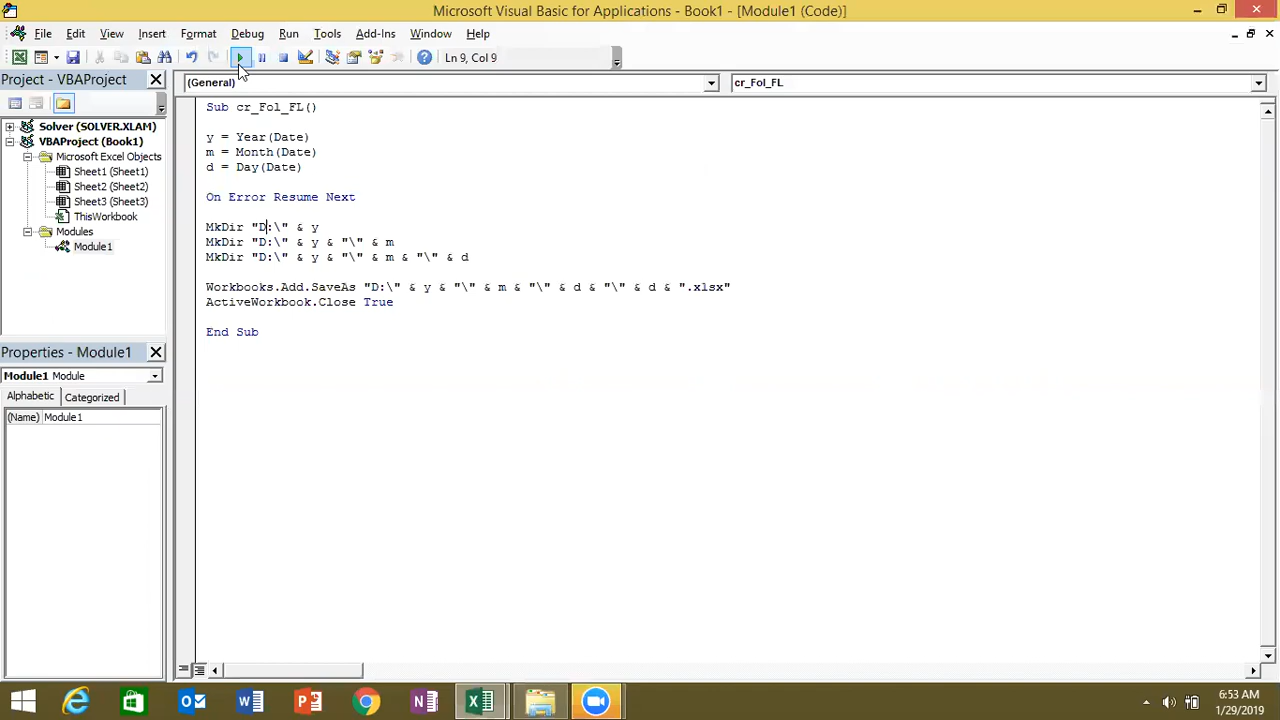 Microsoft Visual Basic for Applications - Book1 - [Module1 (Code)]
File Edit View Insert Format Debug Run Tools Add-Ins Window Help
Ln 9, Col 9
Project - VBAProject
(General)
cr_Fol_FL
Solver (SOLVER.XLAM)
VBAProject (Book1)
Microsoft Excel Objects
Sheet1 (Sheet1)
Sheet2 (Sheet2)
Sheet3 (Sheet3)
ThisWorkbook
Modules
Module1
Sub cr_Fol_FL()
y = Year(Date)
m = Month(Date)
d = Day(Date)
On Error Resume Next
MkDir "D:\" & y
MkDir "D:\" & y & "\" & m
MkDir "D:\" & y & "\" & m & "\" & d
Workbooks.Add.SaveAs "D:\" & y & "\" & m & "\" & d & "\" & d & ".xlsx"
ActiveWorkbook.Close True
End Sub
Properties - Module1
Module1 Module
Alphabetic Categorized
(Name) Module1
6:53 AM
1/29/2019